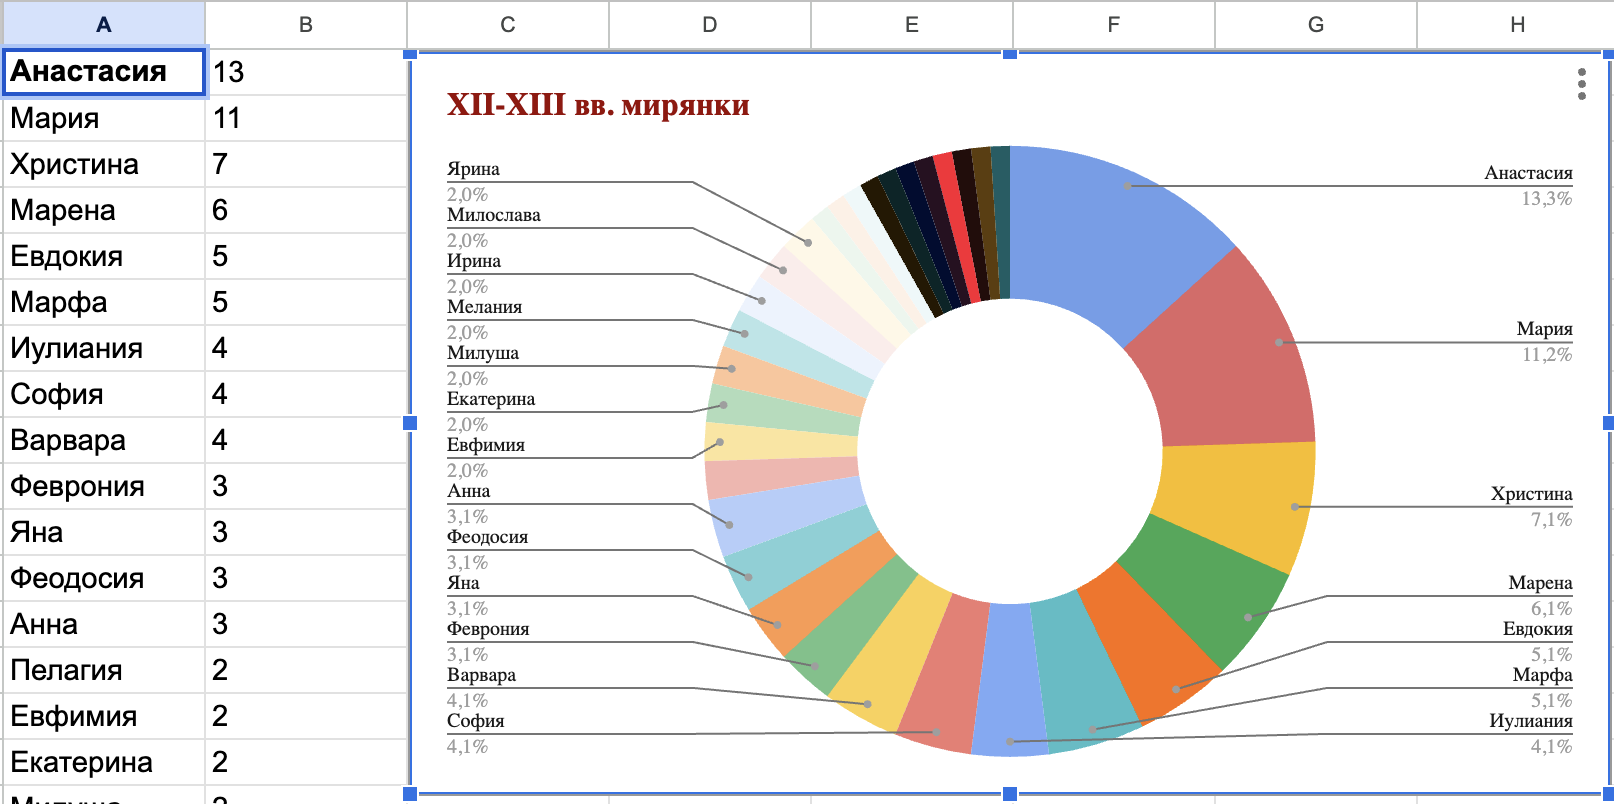 A B C D E F G H
Анастасия 13
Мария 11
Христина 7
Марена 6
Евдокия 5
Марфа 5
Иулиания 4
София 4
Варвара 4
Феврония 3
Яна 3
Феодосия 3
Анна 3
Пелагия 2
Евфимия 2
Екатерина 2
XII-XIII вв. мирянки
Ярина
2,0%
Милослава
2,0%
Ирина
2,0%
Мелания
2,0%
Милуша
2,0%
Екатерина
2,0%
Евфимия
2,0%
Анна
3,1%
Феодосия
3,1%
Яна
3,1%
Феврония
3,1%
Варвара
4,1%
София
4,1%
Анастасия
13,3%
Мария
11,2%
Христина
7,1%
Марена
6,1%
Евдокия
5,1%
Марфа
5,1%
Иулиания
4,1%